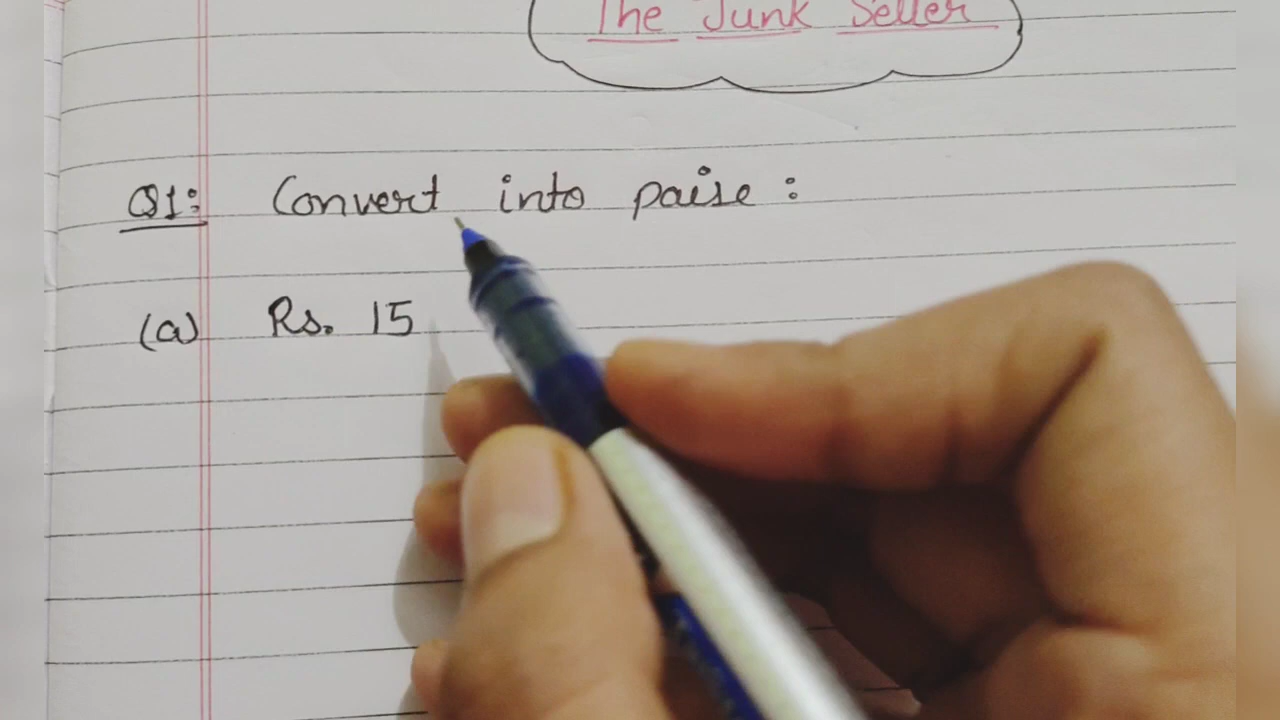 The Junk Seller
Q1: Convert into paise :
(a) Rs. 15